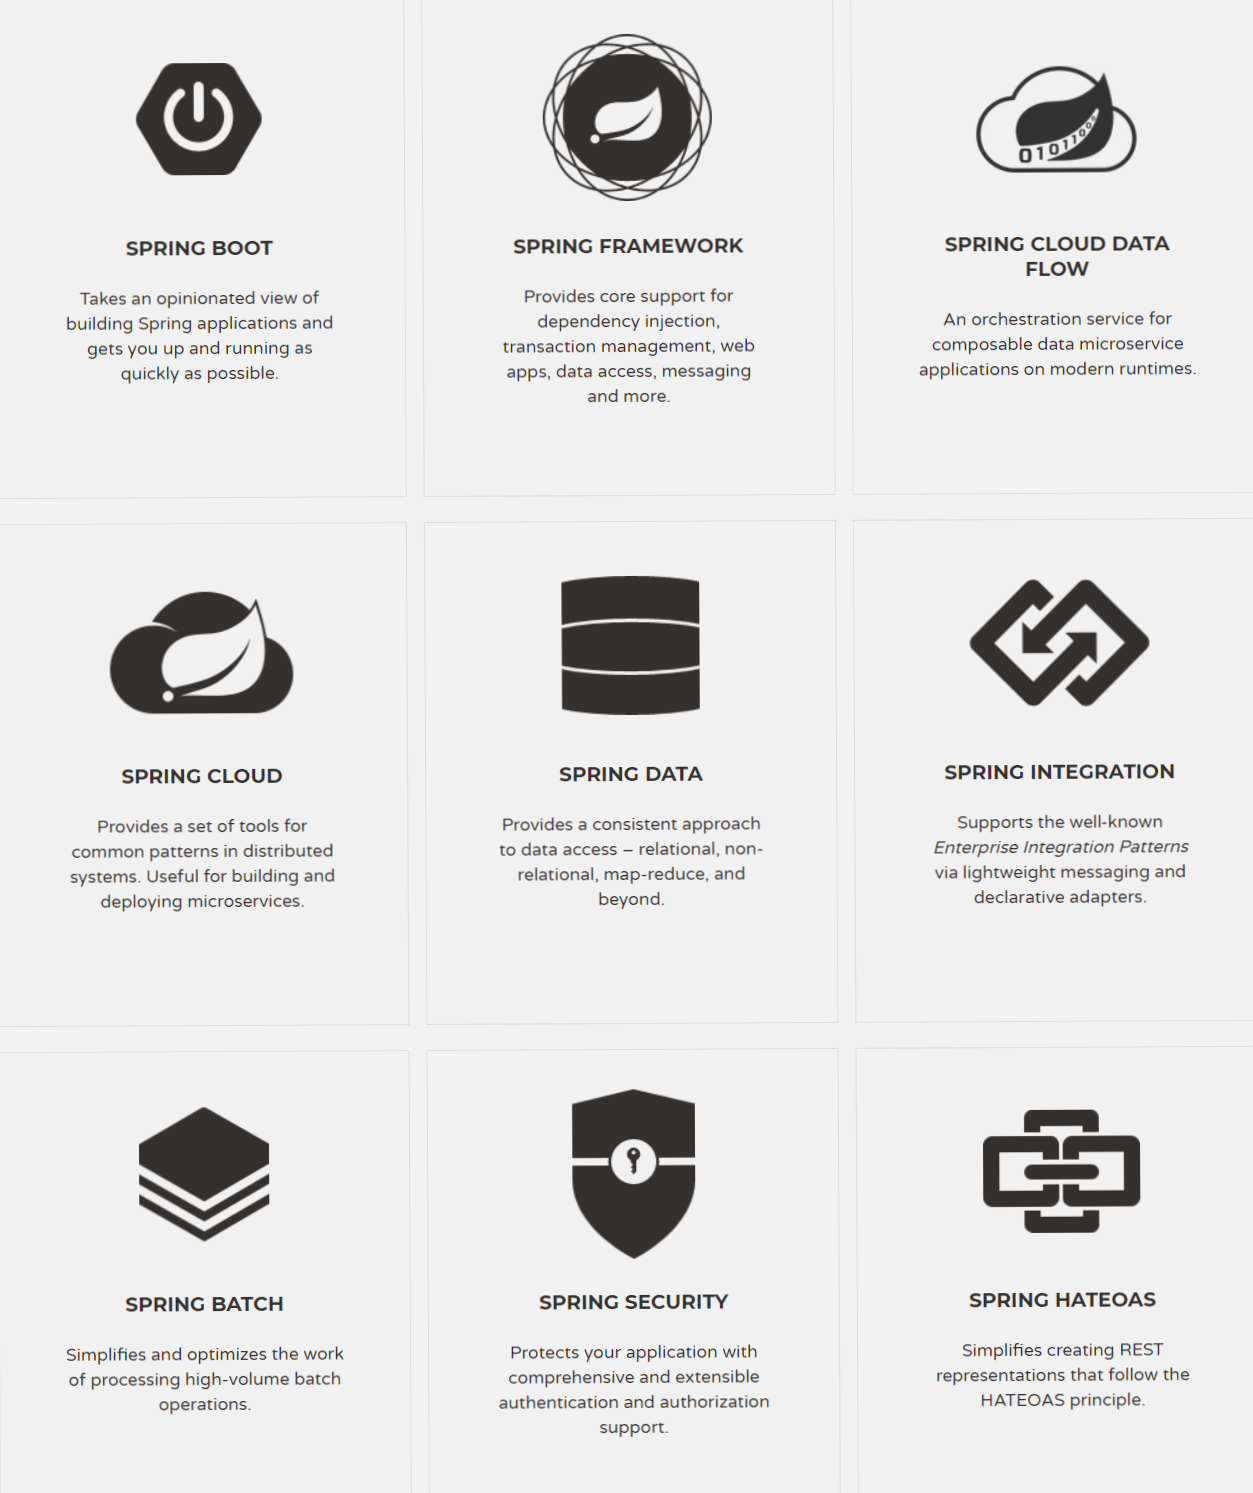 01011000
SPRING BOOT
Takes an opinionated view of
building Spring applications and
gets you up and running as
quickly as possible.
SPRING FRAMEWORK
Provides core support for
dependency injection,
transaction management, web
apps, data access, messaging
and more.
SPRING CLOUD DATA
FLOW
An orchestration service for
composable data microservice
applications on modern runtimes.
SPRING CLOUD
Provides a set of tools for
common patterns in distributed
systems. Useful for building and
deploying microservices.
SPRING DATA
Provides a consistent approach
to data access – relational, non-
relational, map-reduce, and
beyond.
SPRING INTEGRATION
Supports the well-known
Enterprise Integration Patterns
via lightweight messaging and
declarative adapters.
SPRING BATCH
Simplifies and optimizes the work
of processing high-volume batch
operations.
SPRING SECURITY
Protects your application with
comprehensive and extensible
authentication and authorization
support.
SPRING HATEOAS
Simplifies creating REST
representations that follow the
HATEOAS principle.